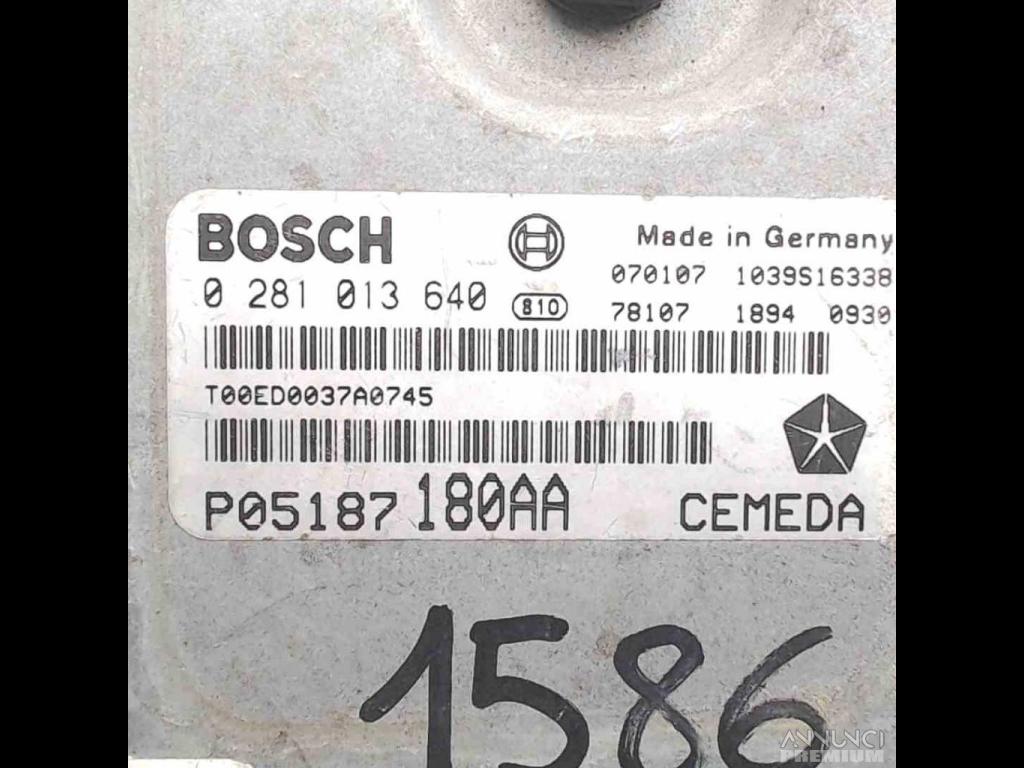 BOSCH
Made in Germany
0 281 013 640
810
070107 1039S16338
78107 1894 0930
T00ED0037A0745
P05187180AA
CEMEDA
1586
ANNUNCI
PREMIUM